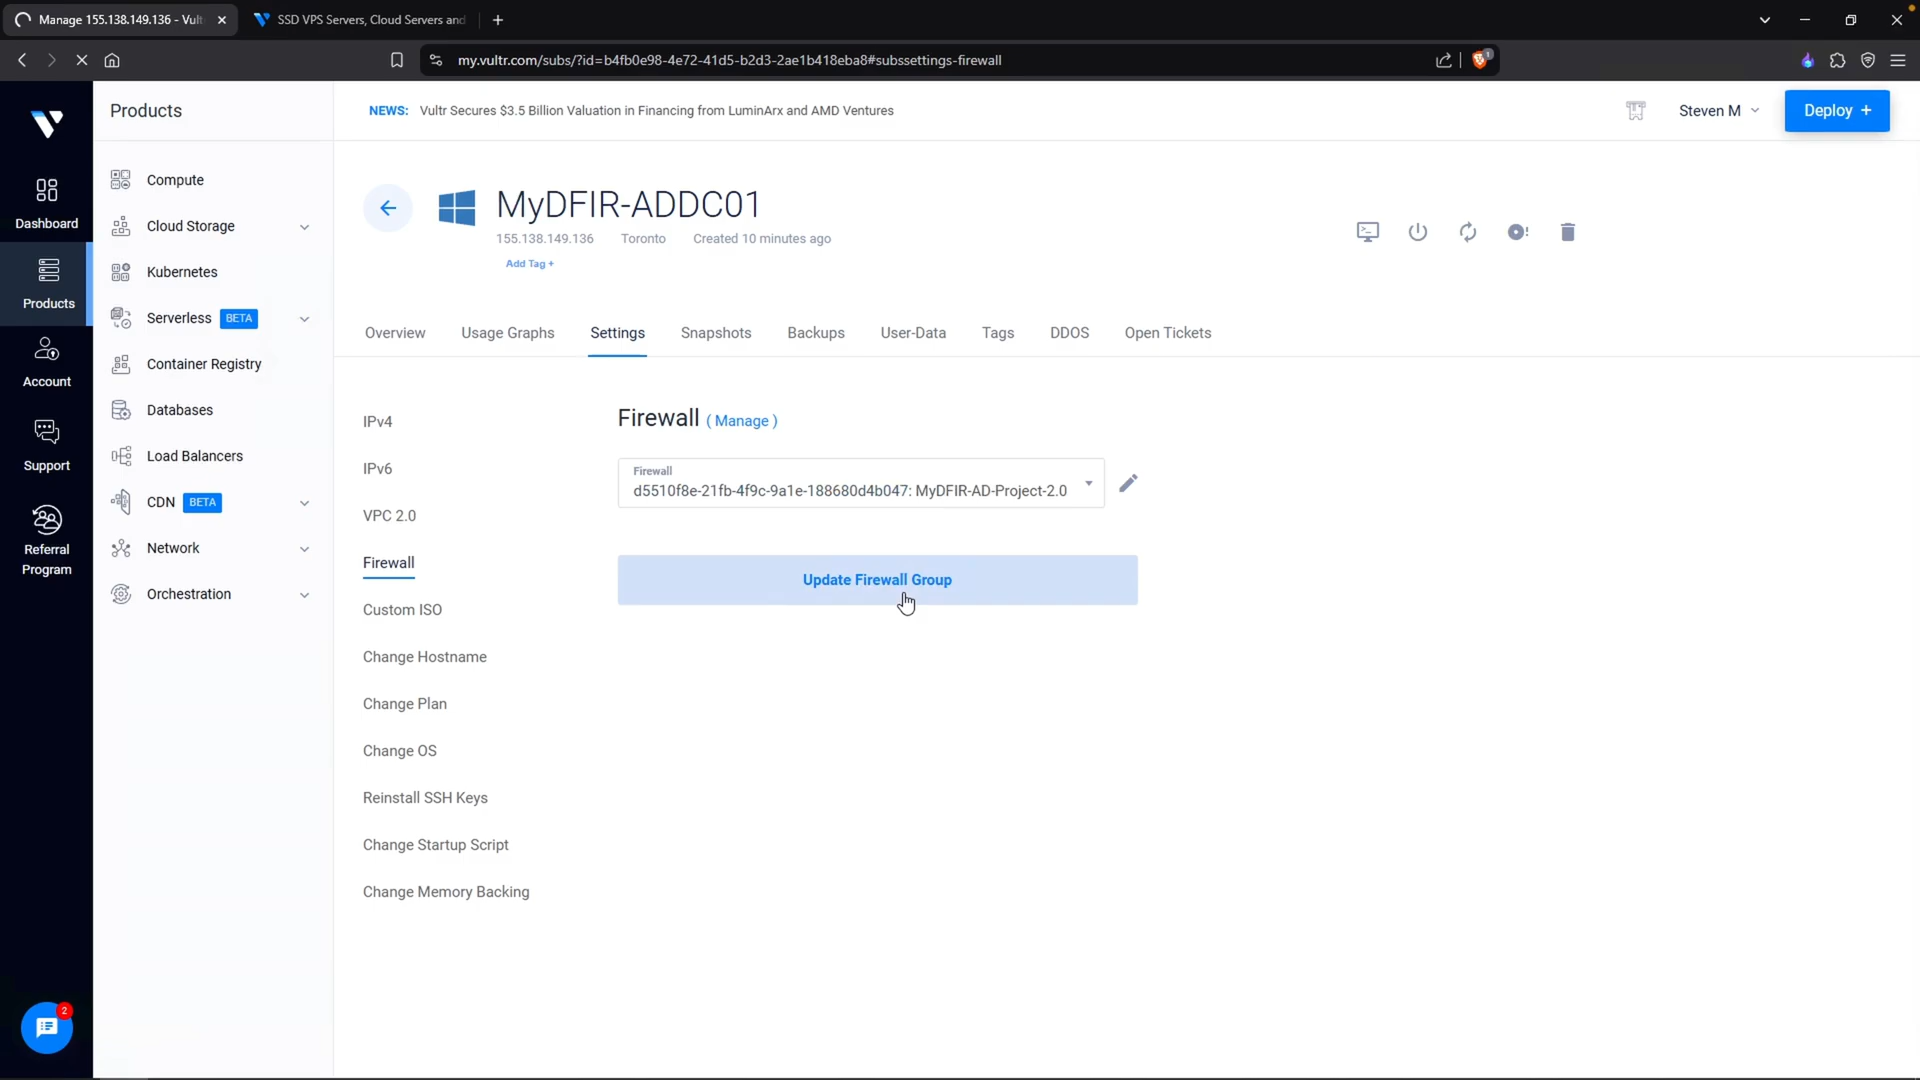 Manage 155.138.149.136 - Vult
SSD VPS Servers, Cloud Servers and
my.vultr.com/subs/?id=b4fb0e98-4e72-41d5-b2d3-2ae1b418eba8#subssettings-firewall
1
Products
NEWS: Vultr Secures $3.5 Billion Valuation in Financing from LuminArx and AMD Ventures
Steven M
Deploy +
Dashboard
Products
Account
Support
Referral
Program
2
Compute
Cloud Storage
Kubernetes
Serverless BETA
Container Registry
Databases
Load Balancers
CDN BETA
Network
Orchestration
MyDFIR-ADDC01
155.138.149.136 Toronto Created 10 minutes ago
Add Tag +
Overview Usage Graphs Settings Snapshots Backups User-Data Tags DDOS Open Tickets
IPv4
IPv6
VPC 2.0
Firewall
Custom ISO
Change Hostname
Change Plan
Change OS
Reinstall SSH Keys
Change Startup Script
Change Memory Backing
Firewall ( Manage )
Firewall
d5510f8e-21fb-4f9c-9a1e-188680d4b047: MyDFIR-AD-Project-2.0
Update Firewall Group